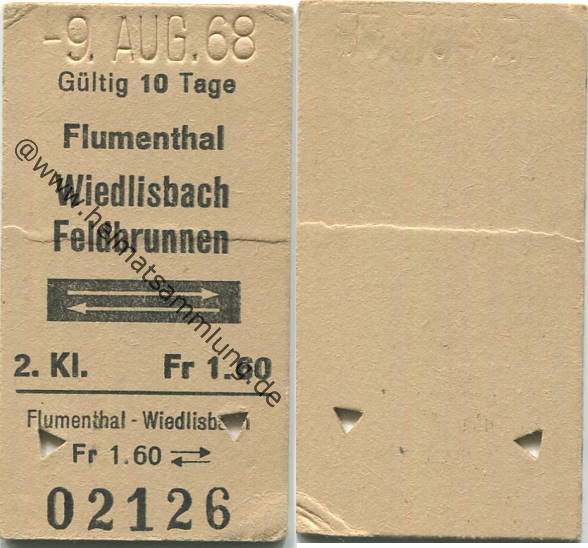 -9. AUG. 68
Gültig 10 Tage
Flumenthal
Wiedlisbach
Feldbrunnen
2. Kl. Fr 1.60
Flumenthal - Wiedlisbach
Fr 1.60
02126
@www.heimatsammlung.de